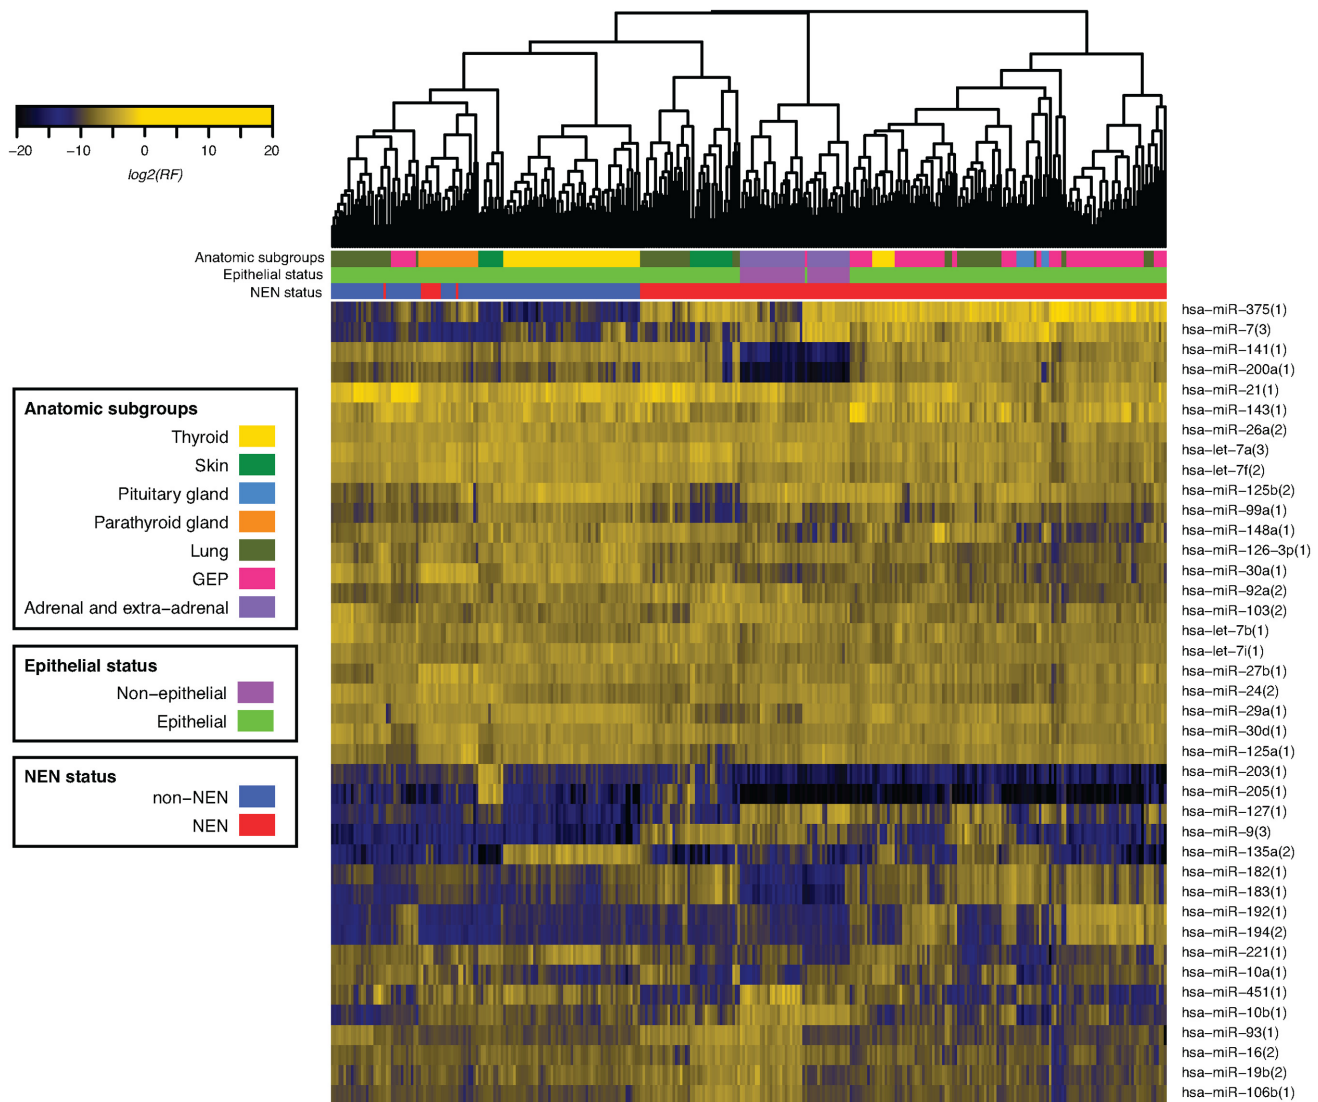 −20 −10 0 10 20
log2(RF)
Anatomic subgroups
Epithelial status
NEN status
Anatomic subgroups
Thyroid
Skin
Pituitary gland
Parathyroid gland
Lung
GEP
Adrenal and extra−adrenal
Epithelial status
Non−epithelial
Epithelial
NEN status
non−NEN
NEN
hsa−miR−375(1)
hsa−miR−7(3)
hsa−miR−141(1)
hsa−miR−200a(1)
hsa−miR−21(1)
hsa−miR−143(1)
hsa−miR−26a(2)
hsa−let−7a(3)
hsa−let−7f(2)
hsa−miR−125b(2)
hsa−miR−99a(1)
hsa−miR−148a(1)
hsa−miR−126−3p(1)
hsa−miR−30a(1)
hsa−miR−92a(2)
hsa−miR−103(2)
hsa−let−7b(1)
hsa−let−7i(1)
hsa−miR−27b(1)
hsa−miR−24(2)
hsa−miR−29a(1)
hsa−miR−30d(1)
hsa−miR−125a(1)
hsa−miR−203(1)
hsa−miR−205(1)
hsa−miR−127(1)
hsa−miR−9(3)
hsa−miR−135a(2)
hsa−miR−182(1)
hsa−miR−183(1)
hsa−miR−192(1)
hsa−miR−194(2)
hsa−miR−221(1)
hsa−miR−10a(1)
hsa−miR−451(1)
hsa−miR−10b(1)
hsa−miR−93(1)
hsa−miR−16(2)
hsa−miR−19b(2)
hsa−miR−106b(1)